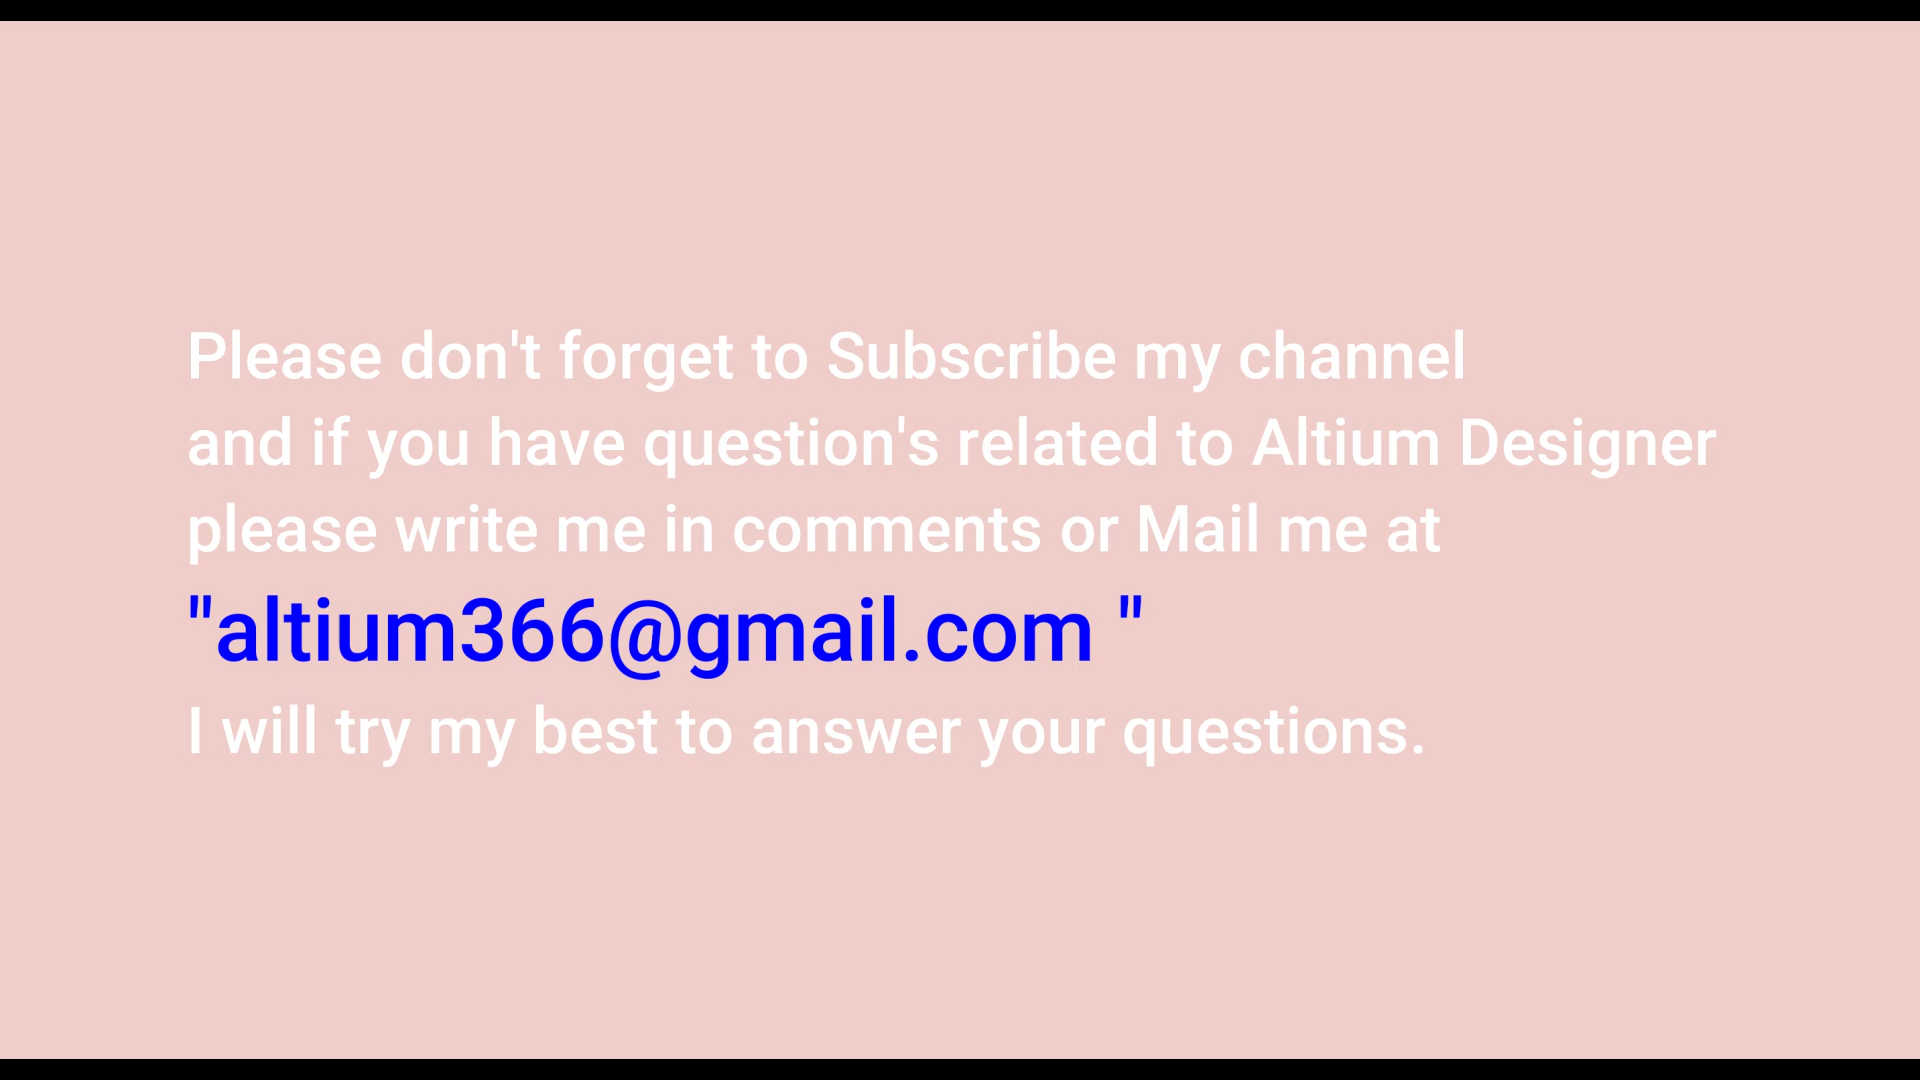 Please don't forget to Subscribe my channel
and if you have question's related to Altium Designer
please write me in comments or Mail me at
"altium366@gmail.com "
I will try my best to answer your questions.